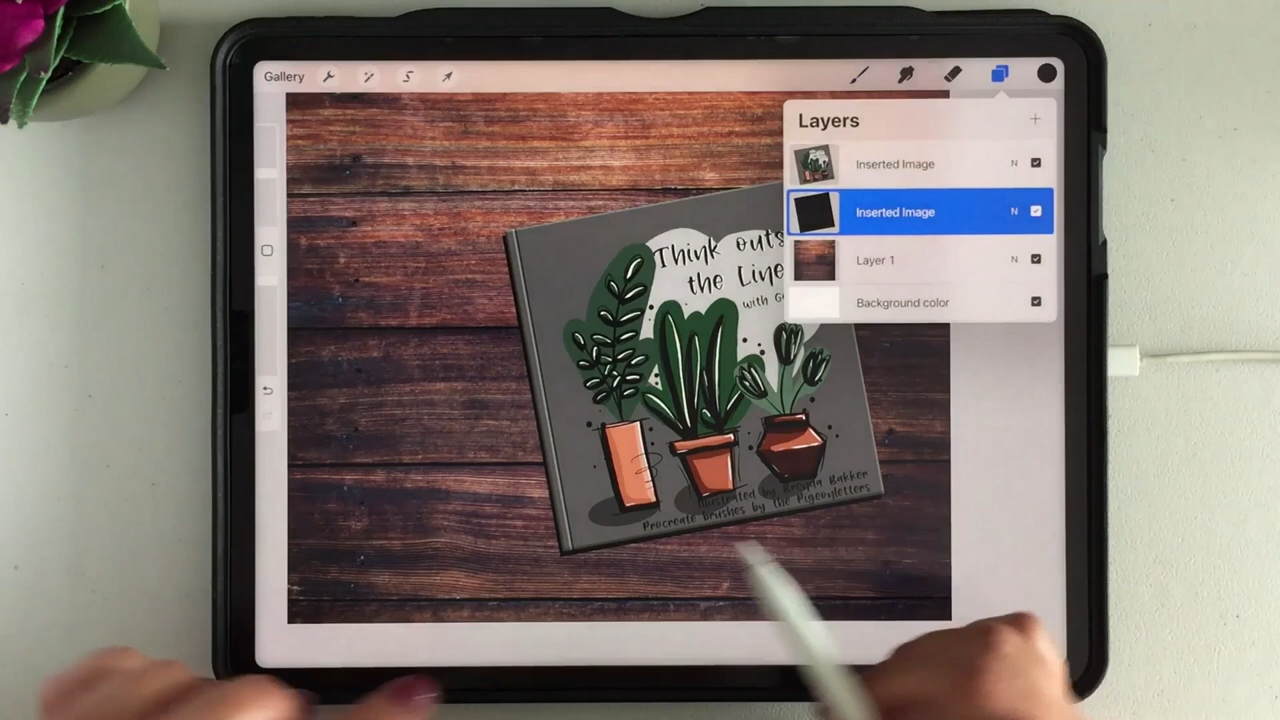 Gallery
Layers
Inserted Image N
Inserted Image N
Layer 1 N
Background color
Think outs
the Line
with G
Illustrated by Brenda Bakker
Procreate brushes by the Pigeonletters